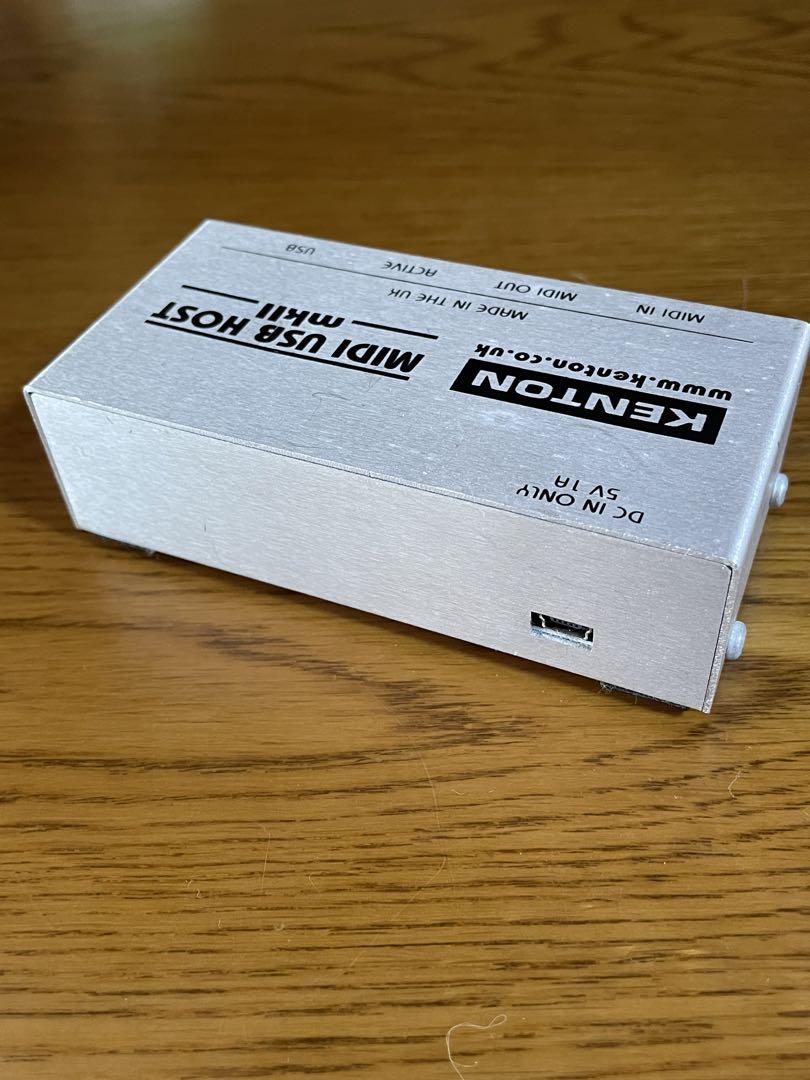 DC IN ONLY
5V 1A
KENTON
www.kenton.co.uk
MIDI USB HOST
mkII
MADE IN THE UK
MIDI IN
MIDI OUT
ACTIVE
USB